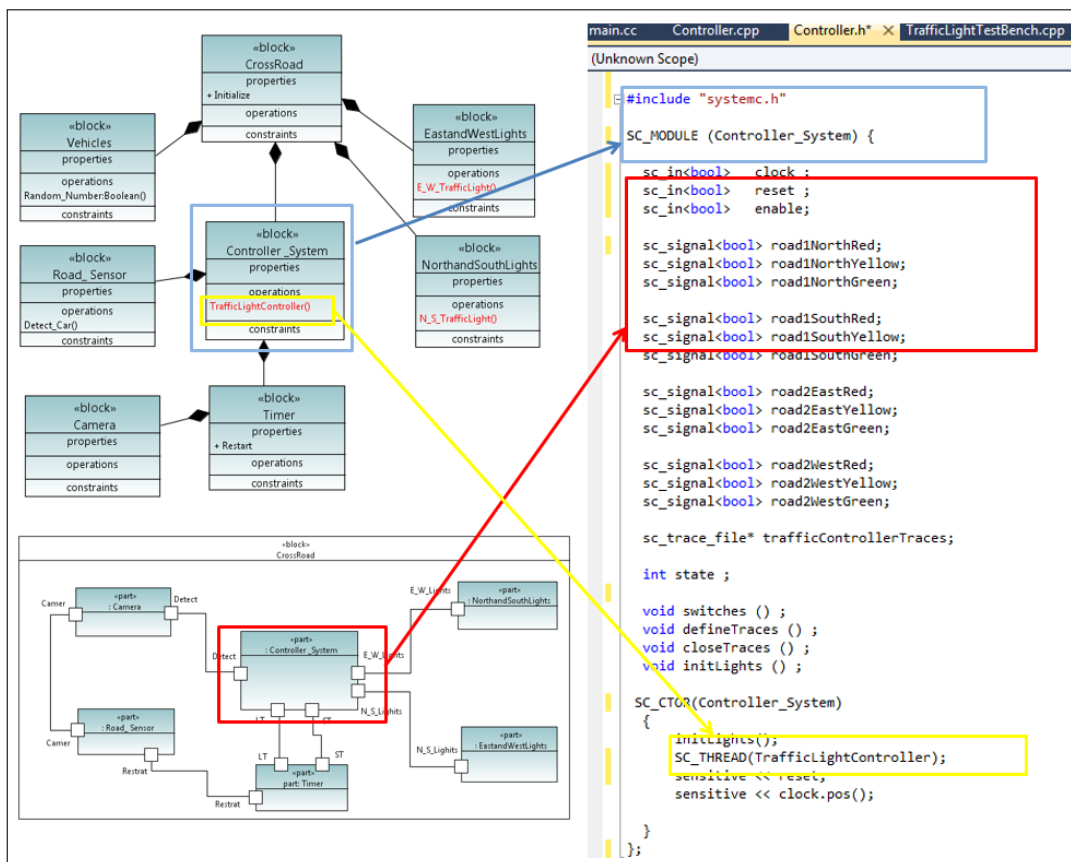 «block»
CrossRoad
properties
+ Initialize
operations
constraints
«block»
Vehicles
properties
operations
Random_Number:Boolean()
constraints
«block»
EastandWestLights
properties
operations
E_W_TrafficLight()
constraints
«block»
Controller _System
properties
operations
TrafficLightController()
constraints
«block»
Road_ Sensor
properties
operations
Detect_Car()
constraints
«block»
NorthandSouthLights
properties
operations
N_S_TrafficLight()
constraints
«block»
Camera
properties
operations
constraints
«block»
Timer
properties
+ Restart
operations
constraints
«block»
CrossRoad
Camer
«part»
: Camera
Detect
E_W_Lights
«part»
: NorthandSouthLights
Detect
«part»
: Controller _System
E_W_Lights
N_S_Lighits
LT
ST
«part»
: Road_ Sensor
Camer
Restrat
LT
ST
N_S_Lighits
«part»
: EastandWestLights
Restrat
«part»
part: Timer
main.cc Controller.cpp Controller.h* TrafficLightTestBench.cpp
(Unknown Scope)
#include "systemc.h"
SC_MODULE (Controller_System) {
sc_in<bool> clock ;
sc_in<bool> reset ;
sc_in<bool> enable;
sc_signal<bool> road1NorthRed;
sc_signal<bool> road1NorthYellow;
sc_signal<bool> road1NorthGreen;
sc_signal<bool> road1SouthRed;
sc_signal<bool> road1SouthYellow;
sc_signal<bool> road1SouthGreen;
sc_signal<bool> road2EastRed;
sc_signal<bool> road2EastYellow;
sc_signal<bool> road2EastGreen;
sc_signal<bool> road2WestRed;
sc_signal<bool> road2WestYellow;
sc_signal<bool> road2WestGreen;
sc_trace_file* trafficControllerTraces;
int state ;
void switches () ;
void defineTraces () ;
void closeTraces () ;
void initLights () ;
SC_CTOR(Controller_System)
{
initLights();
SC_THREAD(TrafficLightController);
sensitive << reset;
sensitive << clock.pos();
}
};